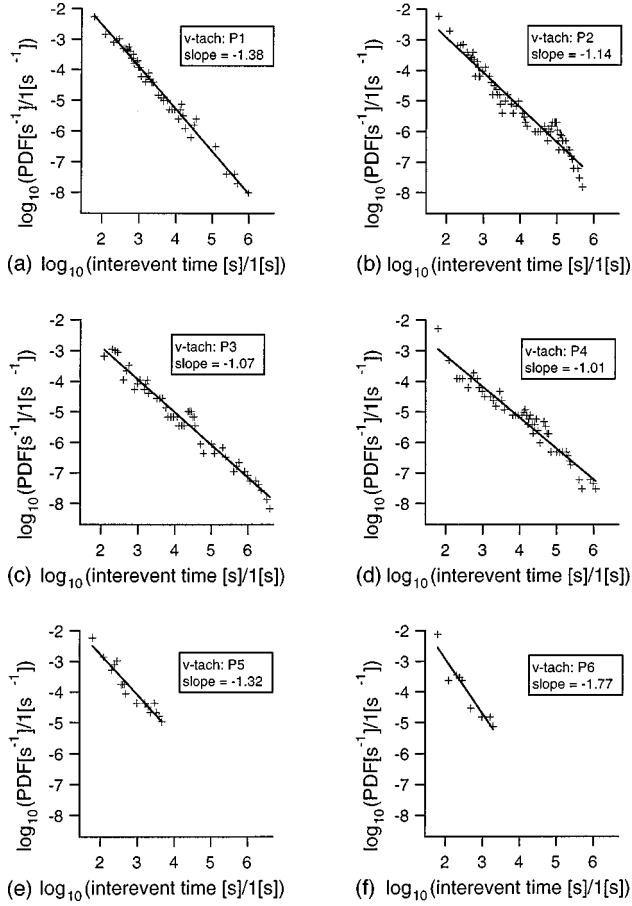 -2
-3
-4
-5
-6
-7
-8
log₁₀(PDF[s⁻¹]/1[s⁻¹])
v-tach: P1
slope = -1.38
2 3 4 5 6
(a) log₁₀(interevent time [s]/1[s])
-2
-3
-4
-5
-6
-7
-8
log₁₀(PDF[s⁻¹]/1[s⁻¹])
v-tach: P2
slope = -1.14
2 3 4 5 6
(b) log₁₀(interevent time [s]/1[s])
-2
-3
-4
-5
-6
-7
-8
log₁₀(PDF[s⁻¹]/1[s⁻¹])
v-tach: P3
slope = -1.07
2 3 4 5 6
(c) log₁₀(interevent time [s]/1[s])
-2
-3
-4
-5
-6
-7
-8
log₁₀(PDF[s⁻¹]/1[s⁻¹])
v-tach: P4
slope = -1.01
2 3 4 5 6
(d) log₁₀(interevent time [s]/1[s])
-2
-3
-4
-5
-6
-7
-8
log₁₀(PDF[s⁻¹]/1[s⁻¹])
v-tach: P5
slope = -1.32
2 3 4 5 6
(e) log₁₀(interevent time [s]/1[s])
-2
-3
-4
-5
-6
-7
-8
log₁₀(PDF[s⁻¹]/1[s⁻¹])
v-tach: P6
slope = -1.77
2 3 4 5 6
(f) log₁₀(interevent time [s]/1[s])